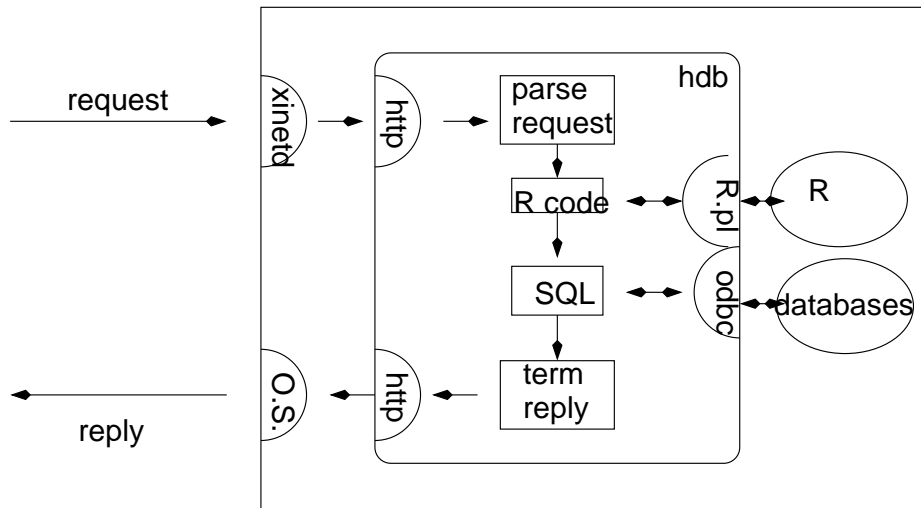 request
xinetd
http
parse
request
hdb
R code
R.pl
R
SQL
odbc
databases
term
reply
http
O.S.
reply